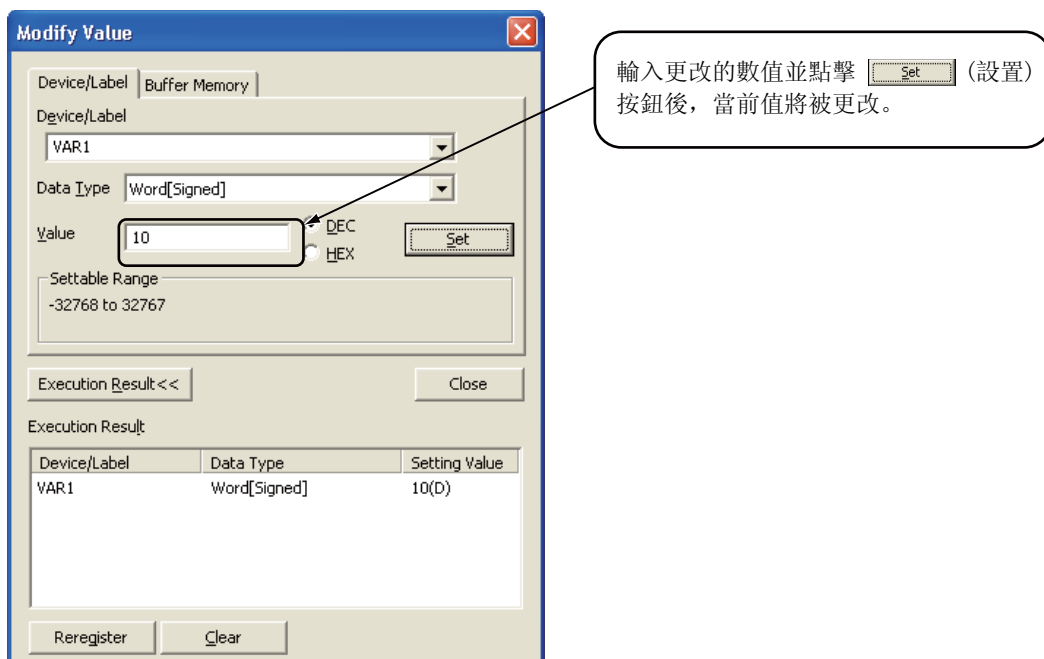 Modify Value
Device/Label Buffer Memory
Device/Label
VAR1
Data Type Word[Signed]
Value 10 DEC
HEX
Set
Settable Range
-32768 to 32767
Execution Result<< Close
Execution Result
Device/Label Data Type Setting Value
VAR1 Word[Signed] 10(D)
Reregister Clear
輸入更改的數值並點擊 Set (設置)
按鈕後，當前值將被更改。